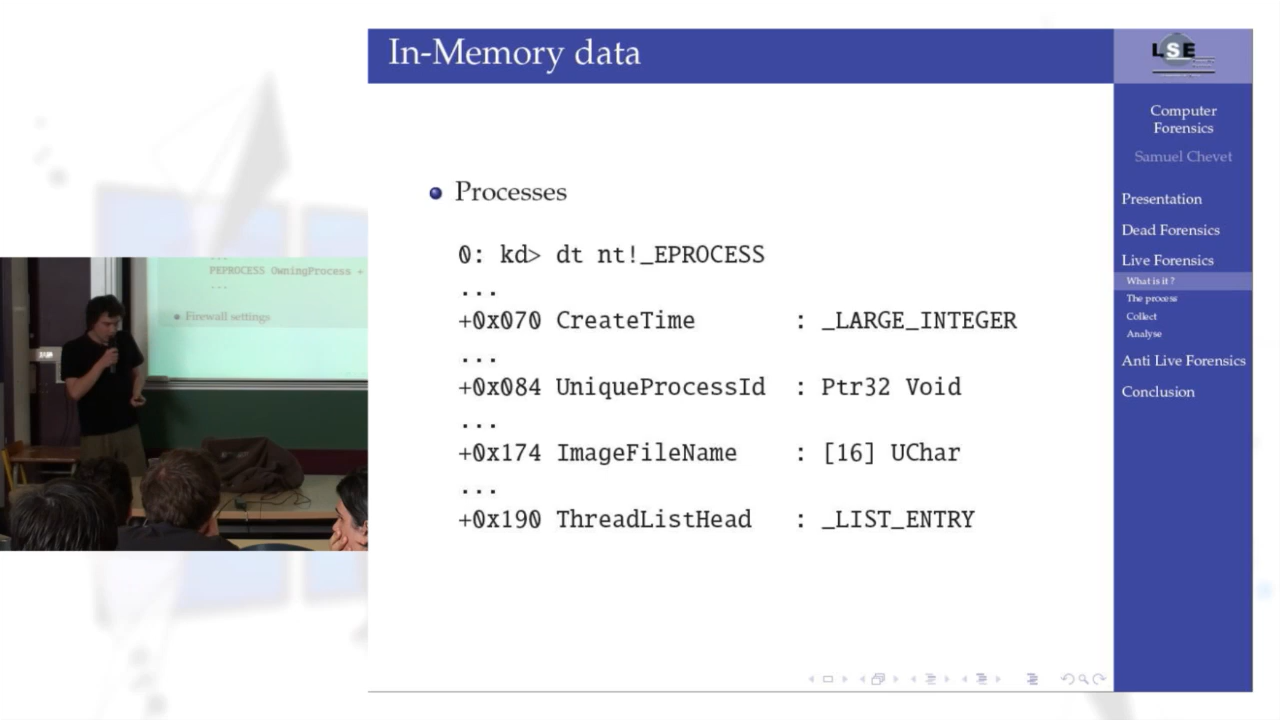 In-Memory data
Processes
0: kd> dt nt!_EPROCESS
...
+0x070 CreateTime : _LARGE_INTEGER
...
+0x084 UniqueProcessId : Ptr32 Void
...
+0x174 ImageFileName : [16] UChar
...
+0x190 ThreadListHead : _LIST_ENTRY
LSE
Computer
Forensics
Samuel Chevet
Presentation
Dead Forensics
Live Forensics
What is it ?
The process
Collect
Analyse
Anti Live Forensics
Conclusion
...
PEPROCESS OwningProcess +
...
Firewall settings